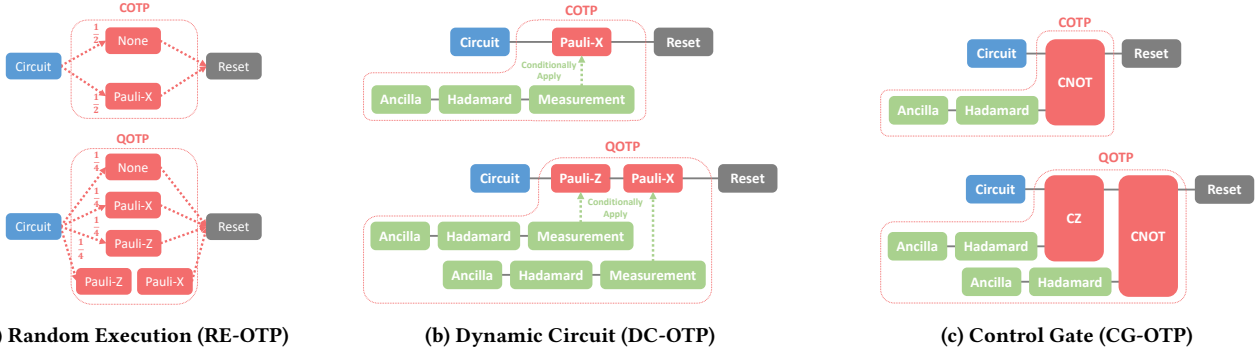 COTP
1/2
None
Circuit
Reset
Pauli-X
1/2
QOTP
1/4
None
1/4
Pauli-X
Circuit
1/4
Reset
Pauli-Z
1/4
Pauli-Z Pauli-X
) Random Execution (RE-OTP)
COTP
Circuit Pauli-X Reset
Conditionally
Apply
Ancilla Hadamard Measurement
QOTP
Circuit Pauli-Z Pauli-X Reset
Conditionally
Apply
Ancilla Hadamard Measurement
Ancilla Hadamard Measurement
(b) Dynamic Circuit (DC-OTP)
COTP
Circuit Reset
CNOT
Ancilla Hadamard
QOTP
Circuit Reset
CZ
CNOT
Ancilla Hadamard
Ancilla Hadamard
(c) Control Gate (CG-OTP)